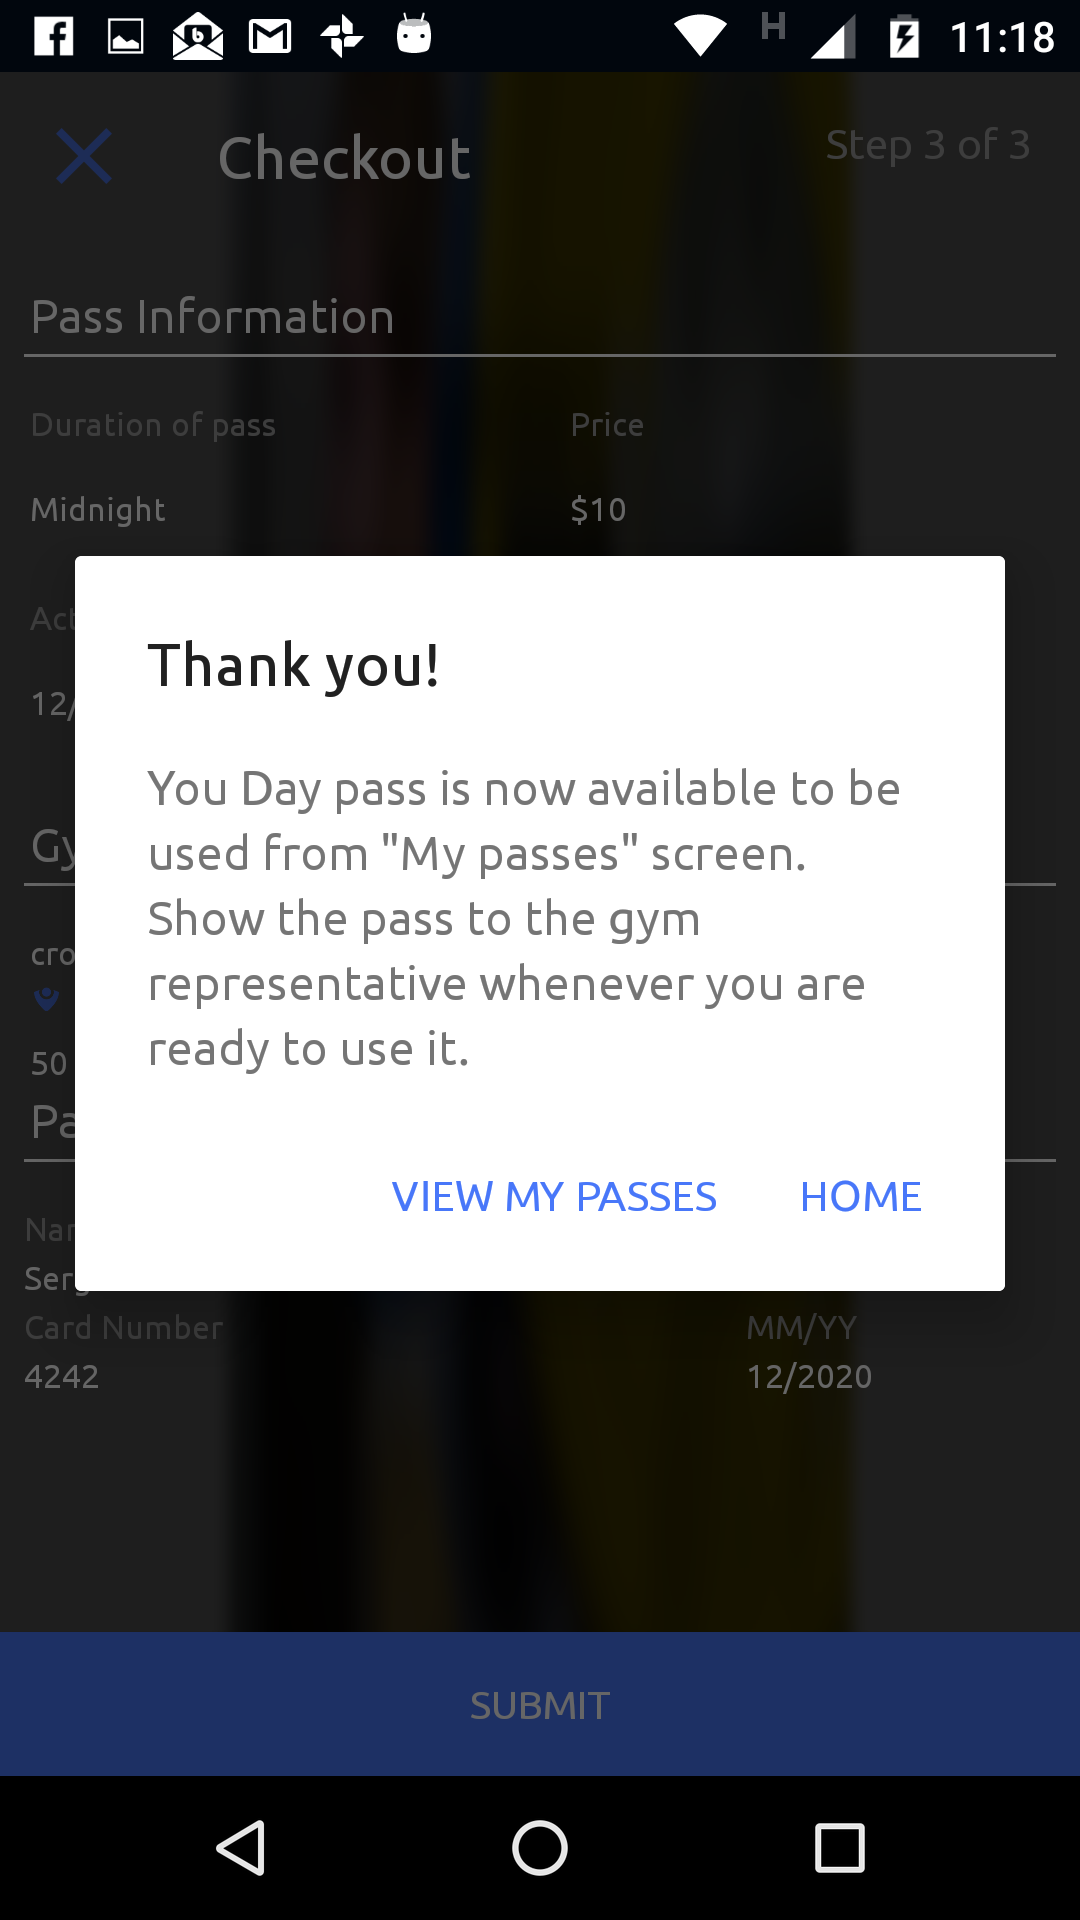 11:18
Checkout
Step 3 of 3
Pass Information
Duration of pass Price
Midnight $10
Act
12/
Thank you!
You Day pass is now available to be
used from "My passes" screen.
Show the pass to the gym
representative whenever you are
ready to use it.
VIEW MY PASSES HOME
Gy
cro
50
Pa
Nar
Serg
Card Number MM/YY
4242 12/2020
SUBMIT